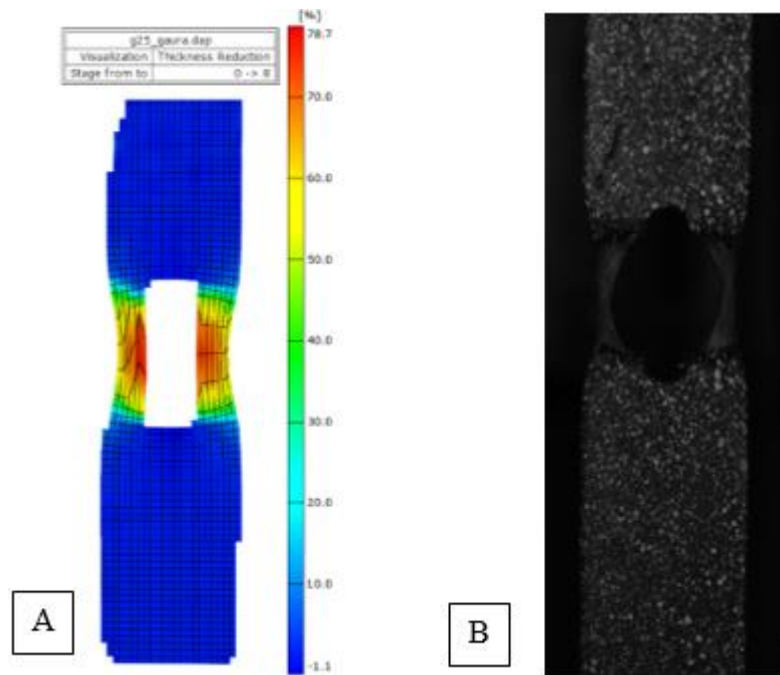 [%]
78.7
g25_gaura.dap
Visualization Thickness Reduction
Stage from to 0 -> 8
70.0
60.0
50.0
40.0
30.0
20.0
10.0
-1.1
A
B